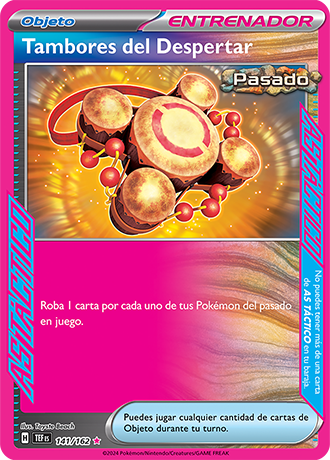 Objeto
ENTRENADOR
Tambores del Despertar
Pasado
AS TÁCTICO
AS TÁCTICO
No puedes tener más de una carta
de AS TÁCTICO en tu baraja.
Roba 1 carta por cada uno de tus Pokémon del pasado
en juego.
Ilus. Toyste Beach
H TEF ES 141/162
Puedes jugar cualquier cantidad de cartas de
Objeto durante tu turno.
©2024 Pokémon/Nintendo/Creatures/GAME FREAK